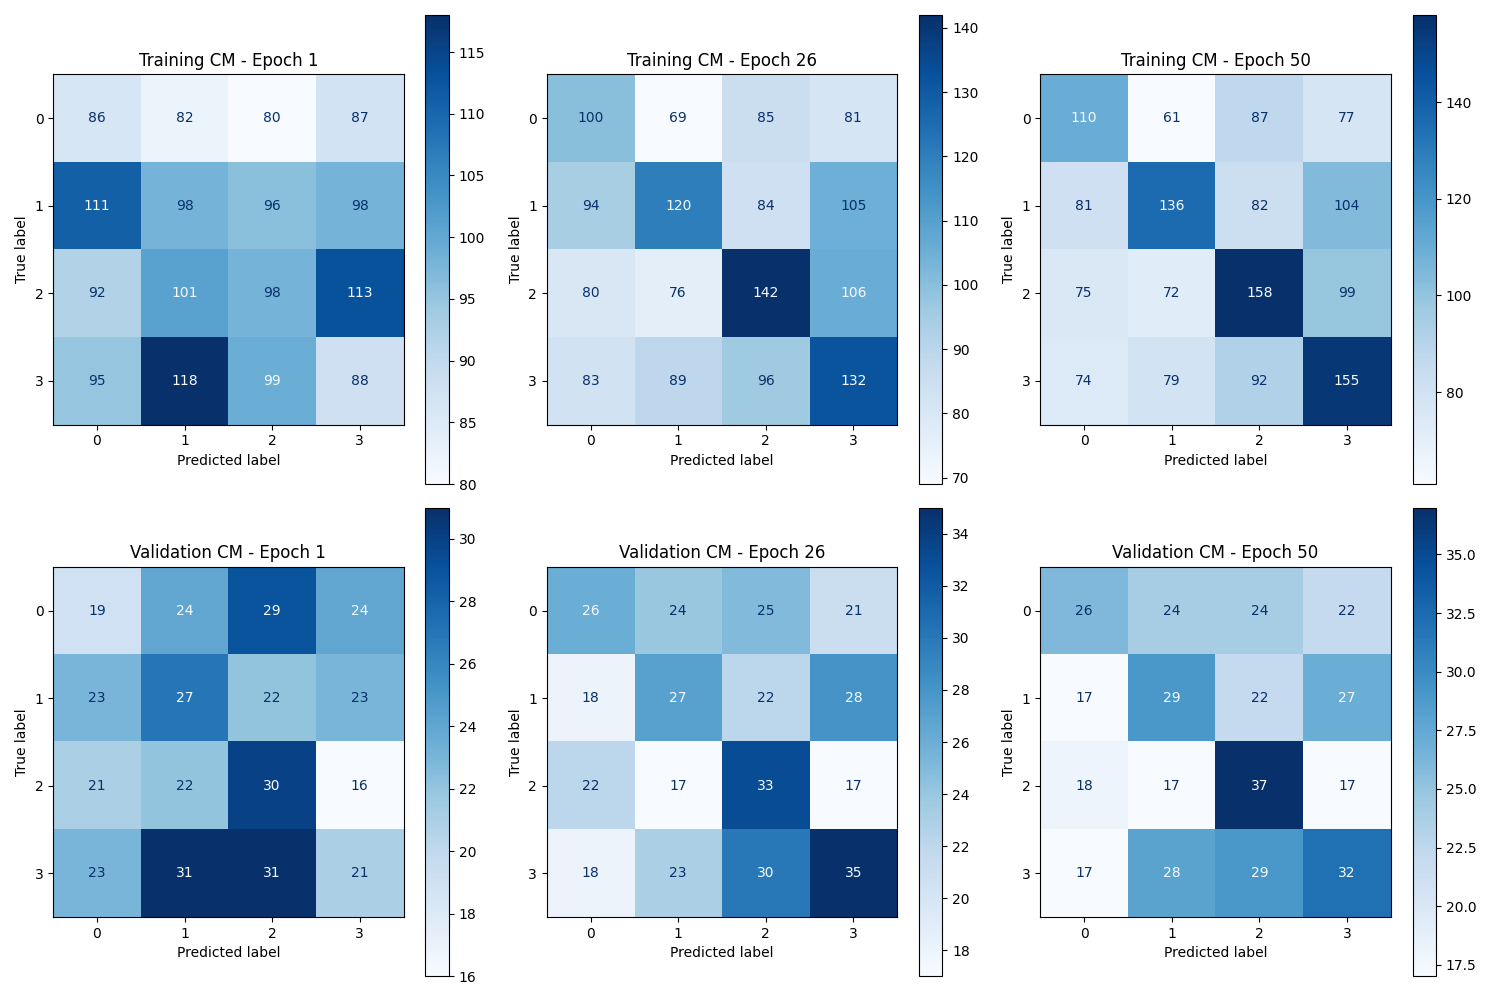 Training CM - Epoch 1
0 86 82 80 87
1 111 98 96 98
2 92 101 98 113
3 95 118 99 88
0 1 2 3
Predicted label
True label
115
110
105
100
95
90
85
80
Training CM - Epoch 26
0 100 69 85 81
1 94 120 84 105
2 80 76 142 106
3 83 89 96 132
0 1 2 3
Predicted label
True label
140
130
120
110
100
90
80
70
Training CM - Epoch 50
0 110 61 87 77
1 81 136 82 104
2 75 72 158 99
3 74 79 92 155
0 1 2 3
Predicted label
True label
140
120
100
80
Validation CM - Epoch 1
0 19 24 29 24
1 23 27 22 23
2 21 22 30 16
3 23 31 31 21
0 1 2 3
Predicted label
True label
30
28
26
24
22
20
18
16
Validation CM - Epoch 26
0 26 24 25 21
1 18 27 22 28
2 22 17 33 17
3 18 23 30 35
0 1 2 3
Predicted label
True label
34
32
30
28
26
24
22
20
18
Validation CM - Epoch 50
0 26 24 24 22
1 17 29 22 27
2 18 17 37 17
3 17 28 29 32
0 1 2 3
Predicted label
True label
35.0
32.5
30.0
27.5
25.0
22.5
20.0
17.5